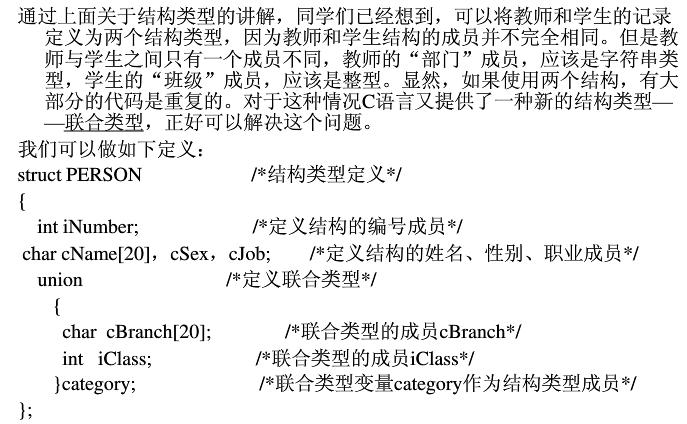 通过上面关于结构类型的讲解，同学们已经想到，可以将教师和学生的记录
定义为两个结构类型，因为教师和学生结构的成员并不完全相同。但是教
师与学生之间只有一个成员不同，教师的“部门”成员，应该是字符串类
型，学生的“班级”成员，应该是整型。显然，如果使用两个结构，有大
部分的代码是重复的。对于这种情况C语言又提供了一种新的结构类型—
—联合类型，正好可以解决这个问题。
我们可以做如下定义：
struct PERSON /*结构类型定义*/
{
int iNumber; /*定义结构的编号成员*/
char cName[20]，cSex，cJob; /*定义结构的姓名、性别、职业成员*/
union /*定义联合类型*/
{
char cBranch[20]; /*联合类型的成员cBranch*/
int iClass; /*联合类型的成员iClass*/
}category; /*联合类型变量category作为结构类型成员*/
};